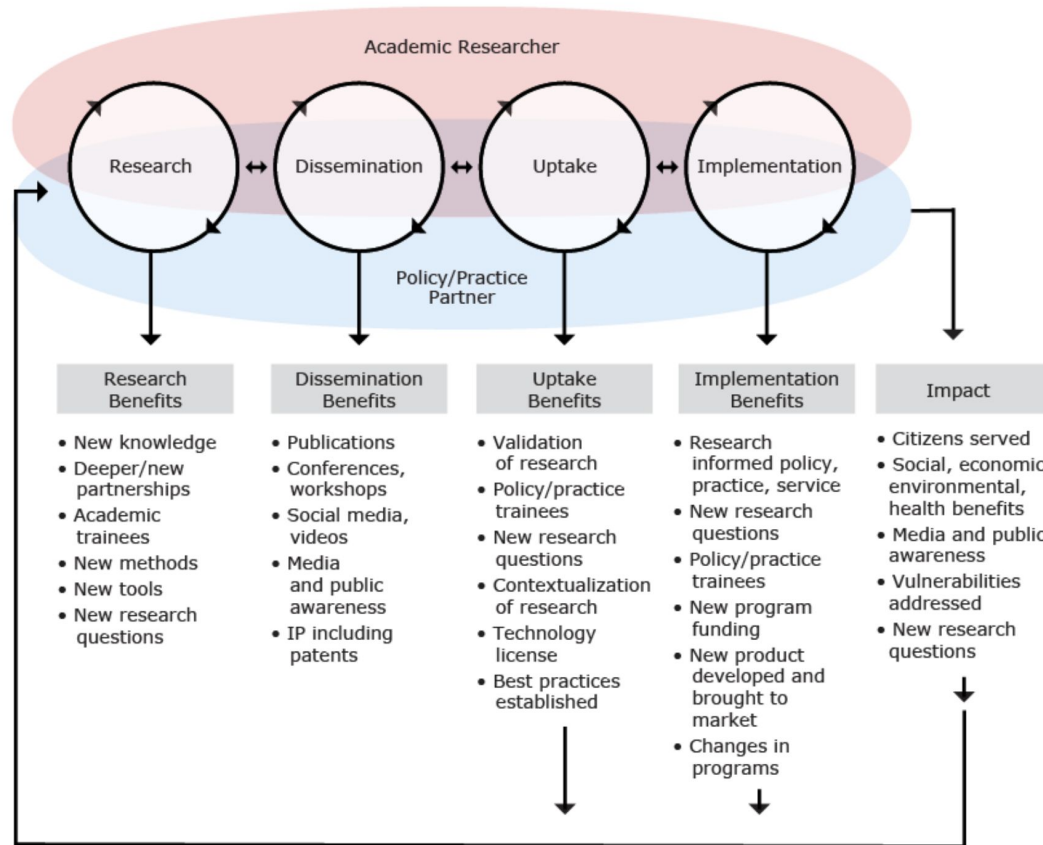 Academic Researcher
Research
Dissemination
Uptake
Implementation
Policy/Practice
Partner
Research
Benefits
• New knowledge
• Deeper/new
partnerships
• Academic
trainees
• New methods
• New tools
• New research
questions
Dissemination
Benefits
• Publications
• Conferences,
workshops
• Social media,
videos
• Media
and public
awareness
• IP including
patents
Uptake
Benefits
• Validation
of research
• Policy/practice
trainees
• New research
questions
• Contextualization
of research
• Technology
license
• Best practices
established
Implementation
Benefits
• Research
informed policy,
practice, service
• New research
questions
• Policy/practice
trainees
• New program
funding
• New product
developed and
brought to
market
• Changes in
programs
Impact
• Citizens served
• Social, economic
environmental,
health benefits
• Media and public
awareness
• Vulnerabilities
addressed
• New research
questions